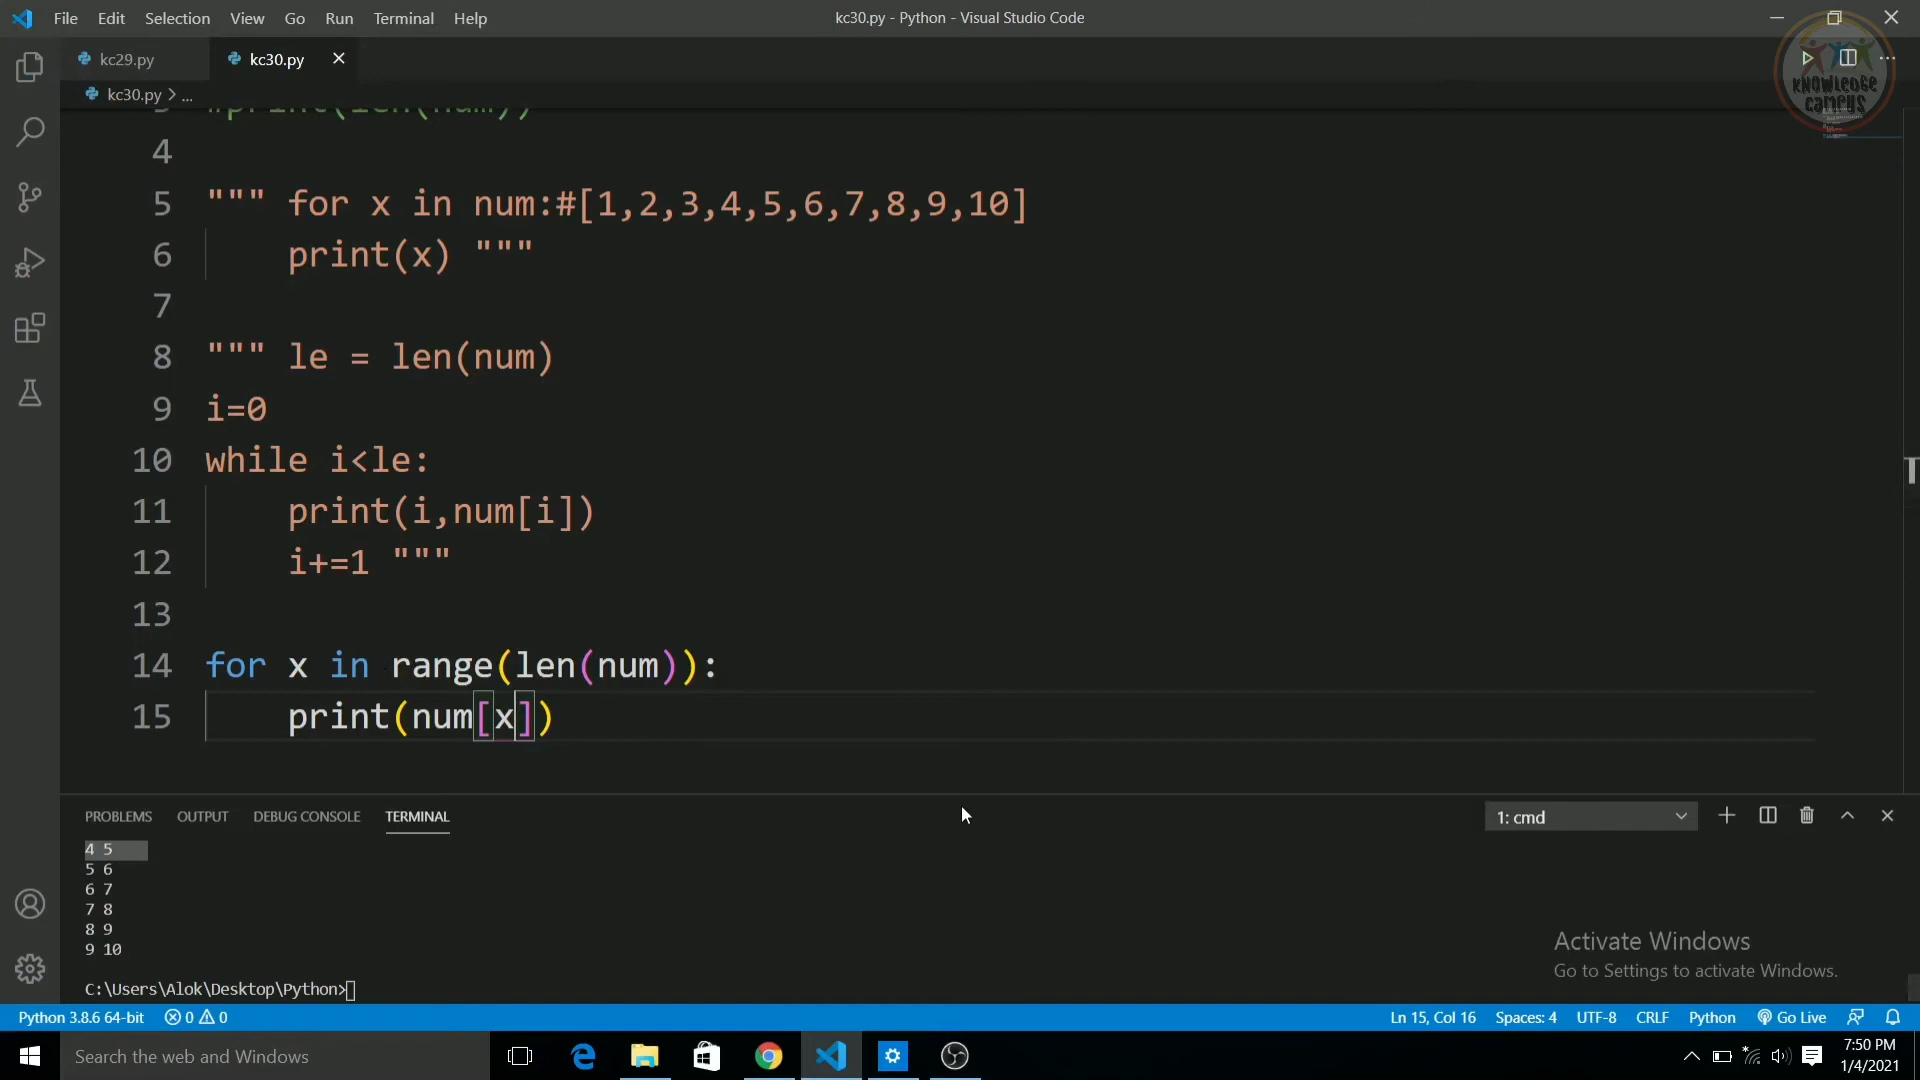 File Edit Selection View Go Run Terminal Help
kc30.py - Python - Visual Studio Code
kc29.py
kc30.py
KNOWLEDGE
CAMPUS
kc30.py > ...
3 #print(len(num))
4
5 """ for x in num:#[1,2,3,4,5,6,7,8,9,10]
6 print(x) """
7
8 """ le = len(num)
9 i=0
10 while i<le:
11 print(i,num[i])
12 i+=1 """
13
14 for x in range(len(num)):
15 print(num[x])
PROBLEMS OUTPUT DEBUG CONSOLE TERMINAL
1: cmd
4 5
5 6
6 7
7 8
8 9
9 10
C:\Users\Alok\Desktop\Python>
Activate Windows
Go to Settings to activate Windows.
Python 3.8.6 64-bit 0 0
Ln 15, Col 16 Spaces: 4 UTF-8 CRLF Python Go Live
Search the web and Windows
7:50 PM
1/4/2021